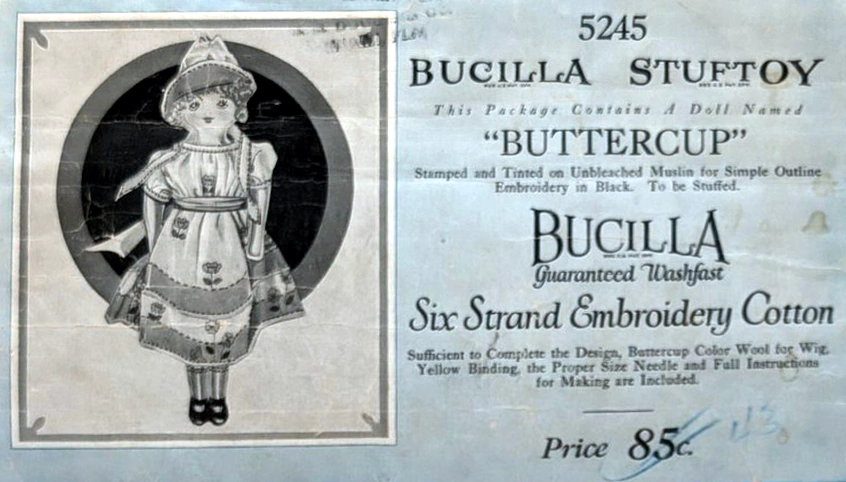 5245
BUCILLA STUFTOY
This Package Contains A Doll Named
"BUTTERCUP"
Stamped and Tinted on Unbleached Muslin for Simple Outline
Embroidery in Black. To be Stuffed.
BUCILLA
Guaranteed Washfast
Six Strand Embroidery Cotton
Sufficient to Complete the Design, Buttercup Color Wool for Wig,
Yellow Binding, the Proper Size Needle and Full Instructions
for Making are Included.
Price 85c.